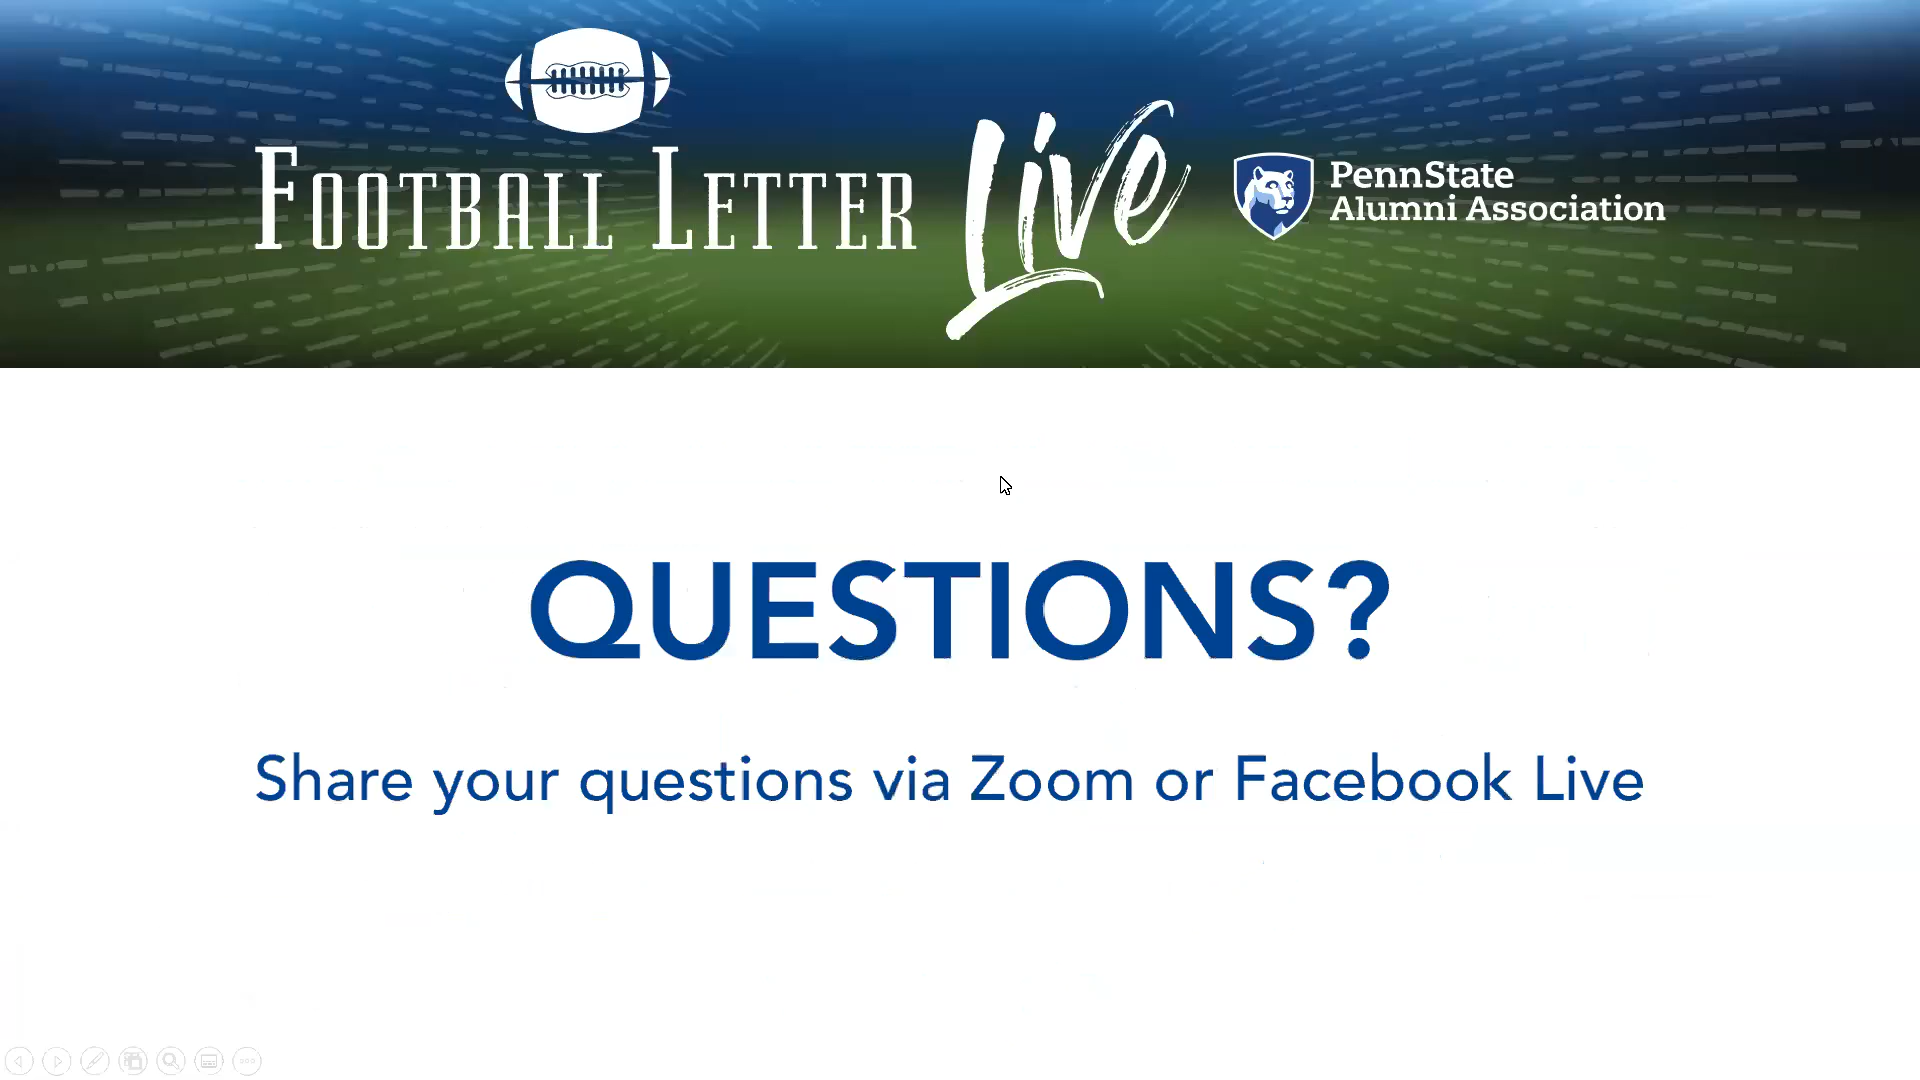 FOOTBALL LETTER Live
PennState
Alumni Association
QUESTIONS?
Share your questions via Zoom or Facebook Live